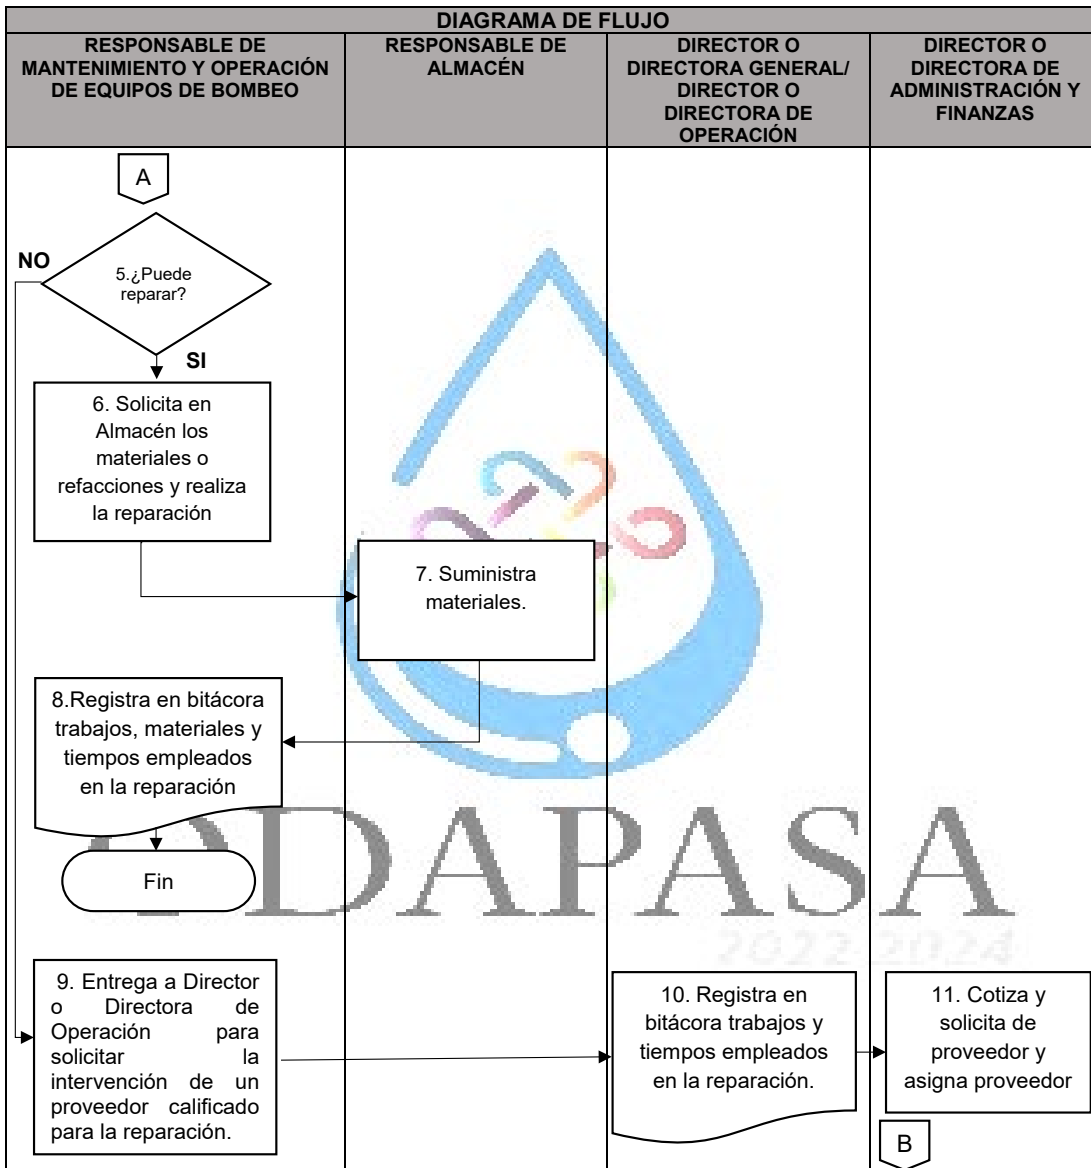 DIAGRAMA DE FLUJO
RESPONSABLE DE
MANTENIMIENTO Y OPERACIÓN
DE EQUIPOS DE BOMBEO
RESPONSABLE DE
ALMACÉN
DIRECTOR O
DIRECTORA GENERAL/
DIRECTOR O
DIRECTORA DE
OPERACIÓN
DIRECTOR O
DIRECTORA DE
ADMINISTRACIÓN Y
FINANZAS
A
NO
5.¿Puede
reparar?
SI
6. Solicita en
Almacén los
materiales o
refacciones y realiza
la reparación
7. Suministra
materiales.
8.Registra en bitácora
trabajos, materiales y
tiempos empleados
en la reparación
Fin
ODAPASA
2022-2024
9. Entrega a Director
o Directora de
Operación para
solicitar la
intervención de un
proveedor calificado
para la reparación.
10. Registra en
bitácora trabajos y
tiempos empleados
en la reparación.
11. Cotiza y
solicita de
proveedor y
asigna proveedor
B